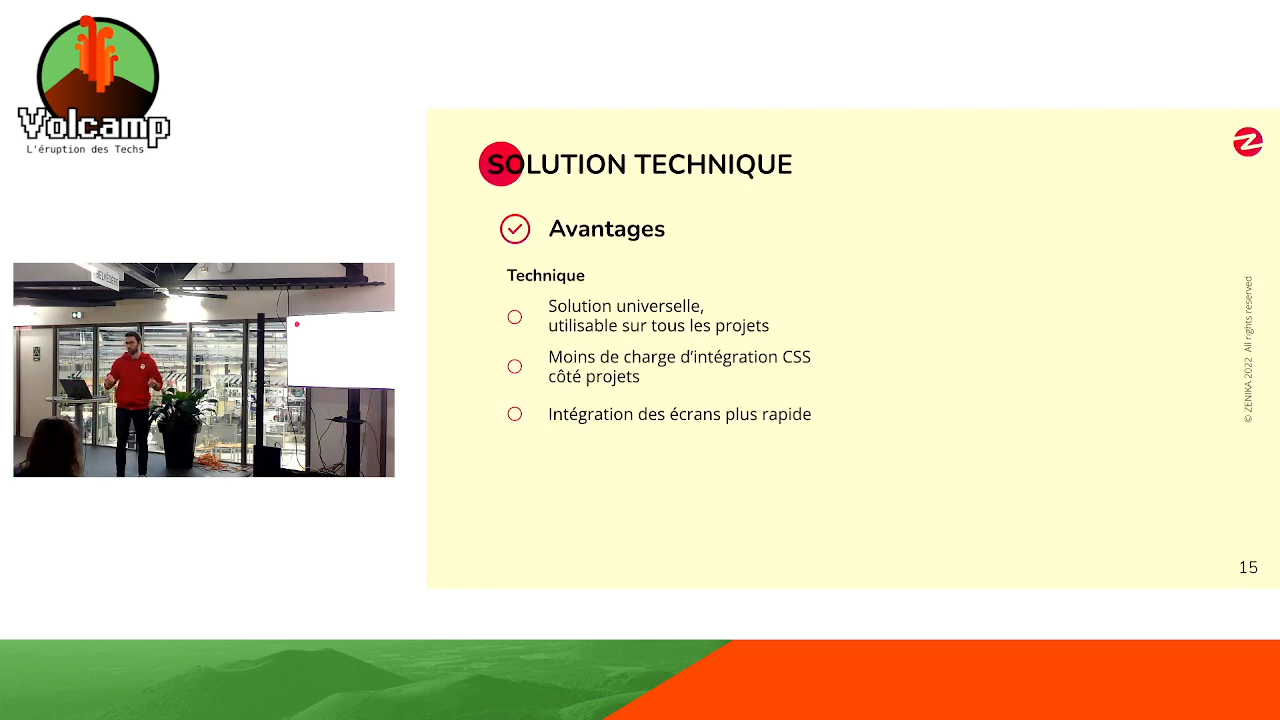 Volcamp
L'éruption des Techs
SOLUTION TECHNIQUE
Avantages
Technique
Solution universelle,
utilisable sur tous les projets
Moins de charge d'intégration CSS
côté projets
Intégration des écrans plus rapide
© ZENIKA 2022 All rights reserved
15